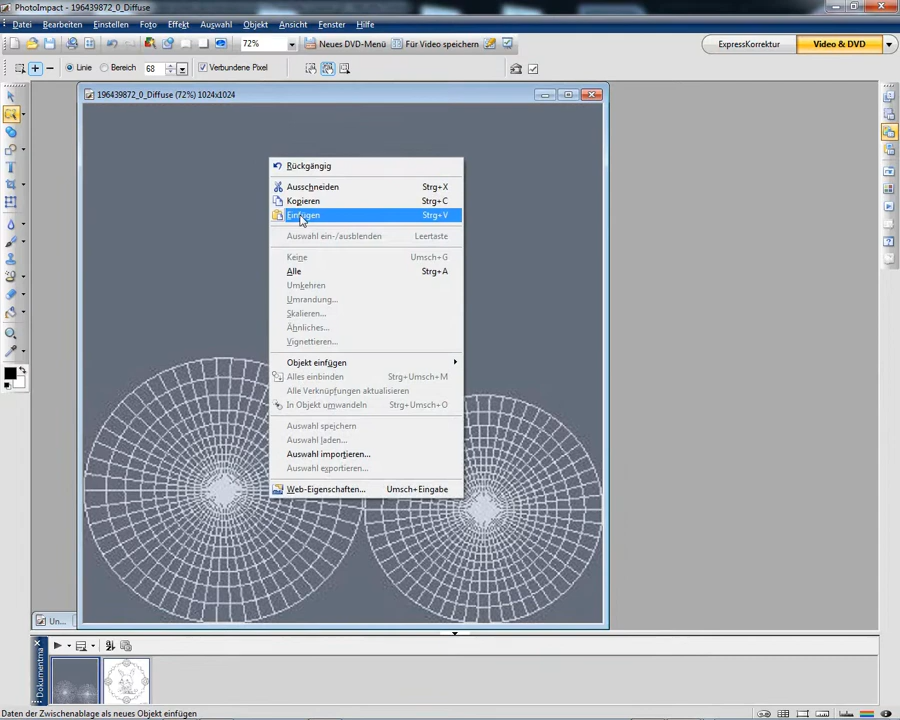 PhotoImpact - 196439872_0_Diffuse
Datei Bearbeiten Einstellen Foto Effekt Auswahl Objekt Ansicht Fenster Hilfe
72% Neues DVD-Menü Für Video speichern ExpressKorrektur Video & DVD
Linie Bereich 68 Verbundene Pixel
196439872_0_Diffuse (72%) 1024x1024
Rückgängig
Ausschneiden Strg+X
Kopieren Strg+C
Einfügen Strg+V
Auswahl ein-/ausblenden Leertaste
Keine Umsch+G
Alle Strg+A
Umkehren
Umrandung...
Skalieren...
Ähnliches...
Vignettieren...
Objekt einfügen
Alles einbinden Strg+Umsch+M
Alle Verknüpfungen aktualisieren
In Objekt umwandeln Strg+Umsch+O
Auswahl speichern
Auswahl laden...
Auswahl importieren...
Auswahl exportieren...
Web-Eigenschaften... Umsch+Eingabe
Un...
Dokumentma
Daten der Zwischenablage als neues Objekt einfügen